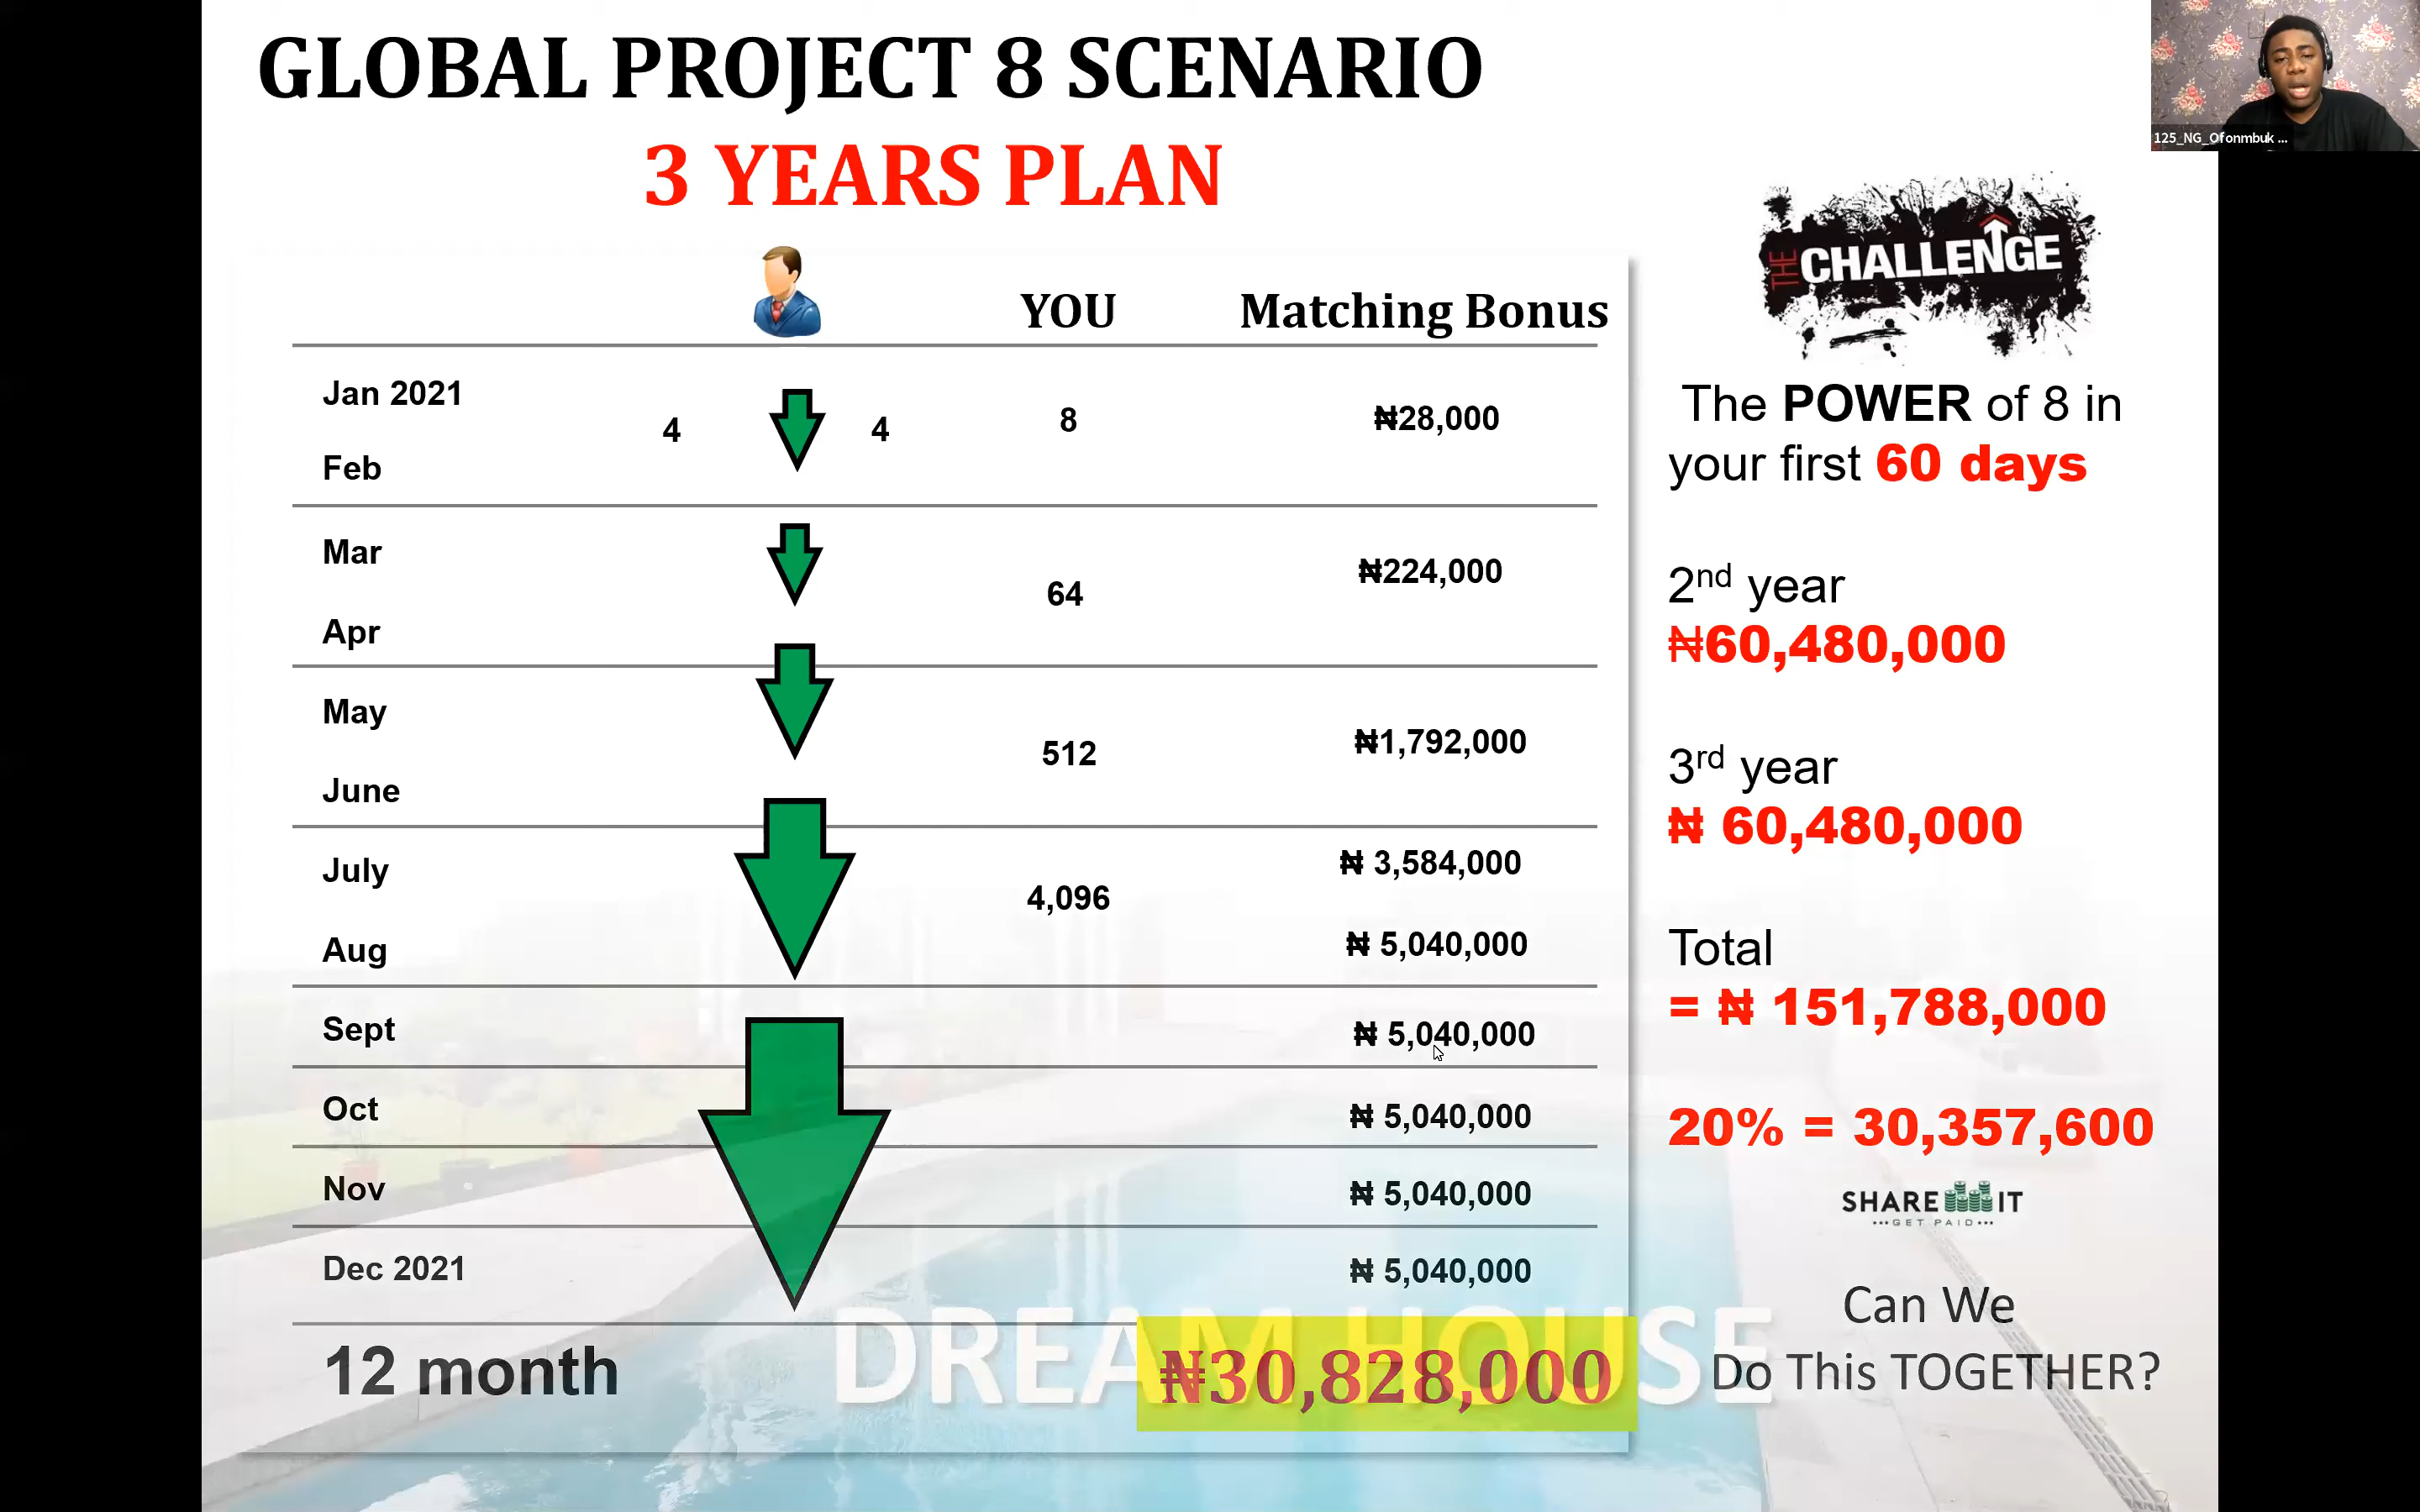 GLOBAL PROJECT 8 SCENARIO
3 YEARS PLAN
125_NG_Ofonmbuk ...
YOU Matching Bonus
Jan 2021
4 4 8 ₦28,000
Feb
Mar
64 ₦224,000
Apr
May
512 ₦1,792,000
June
July ₦ 3,584,000
4,096
Aug ₦ 5,040,000
Sept ₦ 5,040,000
Oct ₦ 5,040,000
Nov ₦ 5,040,000
Dec 2021 ₦ 5,040,000
12 month ₦30,828,000
DREAM HOUSE
THE CHALLENGE
The POWER of 8 in
your first 60 days
2nd year
₦60,480,000
3rd year
₦ 60,480,000
Total
= ₦ 151,788,000
20% = 30,357,600
SHARE IT
•••GET PAID•••
Can We
Do This TOGETHER?